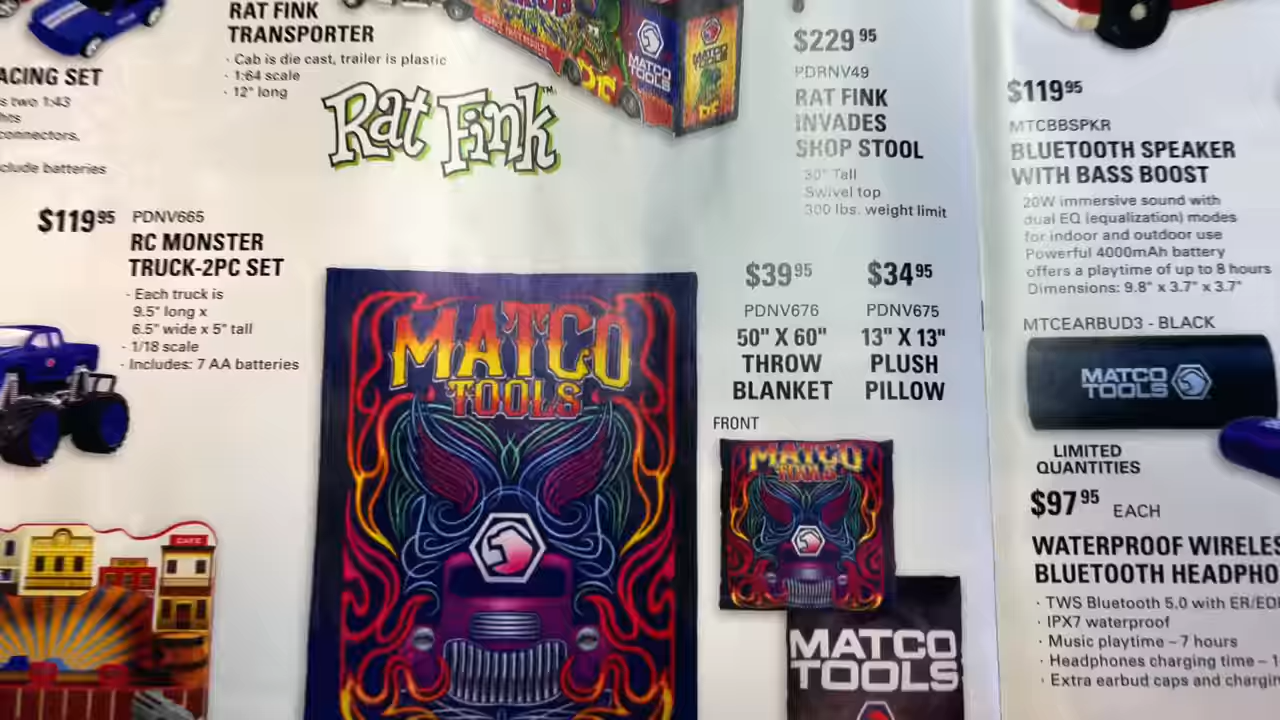 RAT FINK
TRANSPORTER
· Cab is die cast, trailer is plastic
· 1:64 scale
· 12" long
Rat Fink™
MATCO
TOOLS
MATCO
TOOLS
ACING SET
s two 1:43
hts
connectors,
clude batteries
$119 95
PDNV665
RC MONSTER
TRUCK-2PC SET
· Each truck is
9.5" long x
6.5" wide x 5" tall
· 1/18 scale
· Includes: 7 AA batteries
CAFE
MATCO
TOOLS
$229 95
PDRNV49
RAT FINK
INVADES
SHOP STOOL
30" Tall
Swivel top
300 lbs. weight limit
$39 95
PDNV676
50" X 60"
THROW
BLANKET
$34 95
PDNV675
13" X 13"
PLUSH
PILLOW
FRONT
MATCO
TOOLS
MATCO
TOOLS
$119 95
MTCBBSPKR
BLUETOOTH SPEAKER
WITH BASS BOOST
20W immersive sound with
dual EQ (equalization) modes
for indoor and outdoor use
Powerful 4000mAh battery
offers a playtime of up to 8 hours
Dimensions: 9.8" x 3.7" x 3.7"
MTCEARBUD3 - BLACK
MATCO
TOOLS
LIMITED
QUANTITIES
$97 95 EACH
WATERPROOF WIRELES
BLUETOOTH HEADPHO
· TWS Bluetooth 5.0 with ER/EDR
· IPX7 waterproof
· Music playtime – 7 hours
· Headphones charging time – 1
· Extra earbud caps and chargin